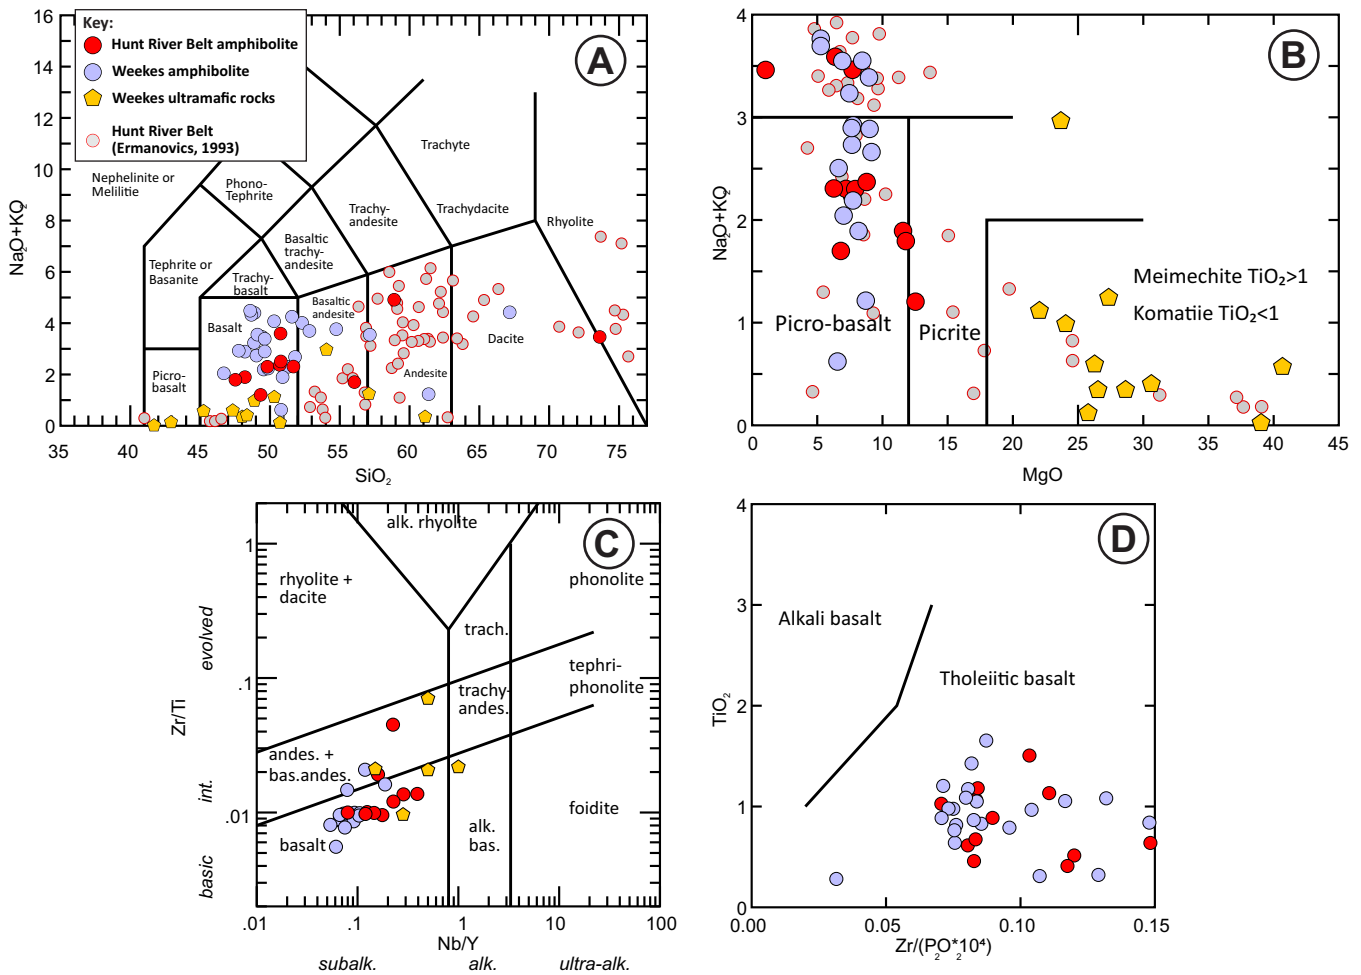 Key:
Hunt River Belt amphibolite
Weekes amphibolite
Weekes ultramafic rocks
Hunt River Belt
(Ermanovics, 1993)
A
Na₂O+KO₂
16
14
12
10
8
6
4
2
0
35
40
45
50
55
60
65
70
75
SiO₂
Nephelinite or
Melilitie
Phono-
Tephrite
Trachyte
Tephrite or
Basanite
Trachy-
basalt
Basaltic
trachy-
andesite
Trachy-
andesite
Trachydacite
Rhyolite
Basalt
Basaltic
andesite
Picro-
basalt
Andesite
Dacite
B
Na₂O+KO₂
4
3
2
1
0
0
5
10
15
20
25
30
35
40
45
MgO
Picro-basalt
Picrite
Meimechite TiO₂>1
Komatiie TiO₂<1
C
Zr/Ti
evolved
int.
basic
1
.1
.01
.01
.1
1
10
100
Nb/Y
subalk.
alk.
ultra-alk.
alk. rhyolite
rhyolite +
dacite
phonolite
trach.
tephri-
phonolite
trachy-
andes.
andes. +
bas.andes.
foidite
basalt
alk.
bas.
D
TiO₂
4
3
2
1
0
0.00
0.05
0.10
0.15
Zr/(P₂O₂*10⁴)
Alkali basalt
Tholeiitic basalt